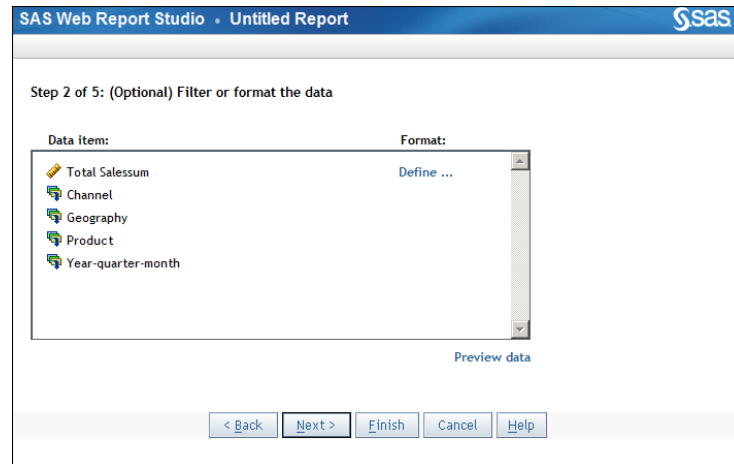 SAS Web Report Studio • Untitled Report
sas
Step 2 of 5: (Optional) Filter or format the data
Data item: Format:
Total Salessum Define ...
Channel
Geography
Product
Year-quarter-month
Preview data
< Back Next > Finish Cancel Help